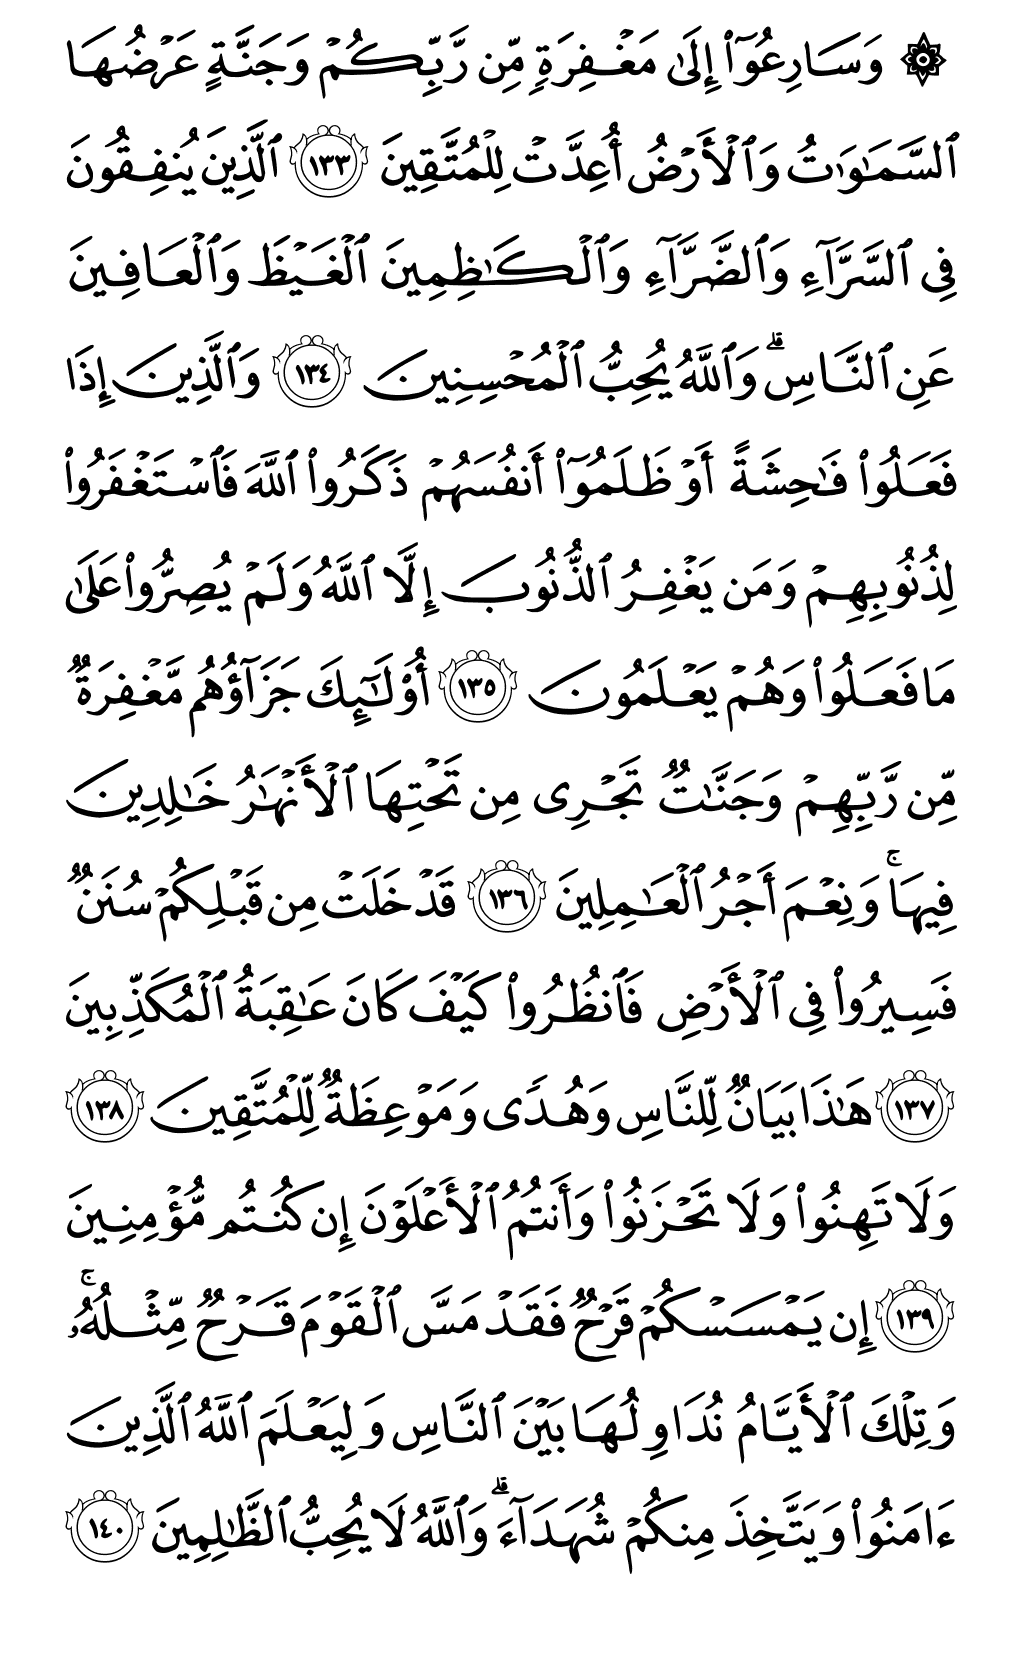 ۞ وَسَارِعُوٓا۟ إِلَىٰ مَغْفِرَةٍ مِّن رَّبِّكُمْ وَجَنَّةٍ عَرْضُهَا
ٱلسَّمَـٰوَٰتُ وَٱلْأَرْضُ أُعِدَّتْ لِلْمُتَّقِينَ ١٣٣ ٱلَّذِينَ يُنفِقُونَ
فِى ٱلسَّرَّآءِ وَٱلضَّرَّآءِ وَٱلْكَـٰظِمِينَ ٱلْغَيْظَ وَٱلْعَافِينَ
عَنِ ٱلنَّاسِ ۗ وَٱللَّهُ يُحِبُّ ٱلْمُحْسِنِينَ ١٣٤ وَٱلَّذِينَ إِذَا
فَعَلُوا۟ فَـٰحِشَةً أَوْ ظَلَمُوٓا۟ أَنفُسَهُمْ ذَكَرُوا۟ ٱللَّهَ فَٱسْتَغْفَرُوا۟
لِذُنُوبِهِمْ وَمَن يَغْفِرُ ٱلذُّنُوبَ إِلَّا ٱللَّهُ وَلَمْ يُصِرُّوا۟ عَلَىٰ
مَا فَعَلُوا۟ وَهُمْ يَعْلَمُونَ ١٣٥ أُو۟لَـٰٓئِكَ جَزَآؤُهُم مَّغْفِرَةٌ
مِّن رَّبِّهِمْ وَجَنَّـٰتٌ تَجْرِى مِن تَحْتِهَا ٱلْأَنْهَـٰرُ خَـٰلِدِينَ
فِيهَا ۚ وَنِعْمَ أَجْرُ ٱلْعَـٰمِلِينَ ١٣٦ قَدْ خَلَتْ مِن قَبْلِكُمْ سُنَنٌ
فَسِيرُوا۟ فِى ٱلْأَرْضِ فَٱنظُرُوا۟ كَيْفَ كَانَ عَـٰقِبَةُ ٱلْمُكَذِّبِينَ
١٣٧ هَـٰذَا بَيَانٌ لِّلنَّاسِ وَهُدًى وَمَوْعِظَةٌ لِّلْمُتَّقِينَ ١٣٨
وَلَا تَهِنُوا۟ وَلَا تَحْزَنُوا۟ وَأَنتُمُ ٱلْأَعْلَوْنَ إِن كُنتُم مُّؤْمِنِينَ
١٣٩ إِن يَمْسَسْكُمْ قَرْحٌ فَقَدْ مَسَّ ٱلْقَوْمَ قَرْحٌ مِّثْلُهُۥ ۚ
وَتِلْكَ ٱلْأَيَّامُ نُدَاوِلُهَا بَيْنَ ٱلنَّاسِ وَلِيَعْلَمَ ٱللَّهُ ٱلَّذِينَ
ءَامَنُوا۟ وَيَتَّخِذَ مِنكُمْ شُهَدَآءَ ۗ وَٱللَّهُ لَا يُحِبُّ ٱلظَّـٰلِمِينَ ١٤٠